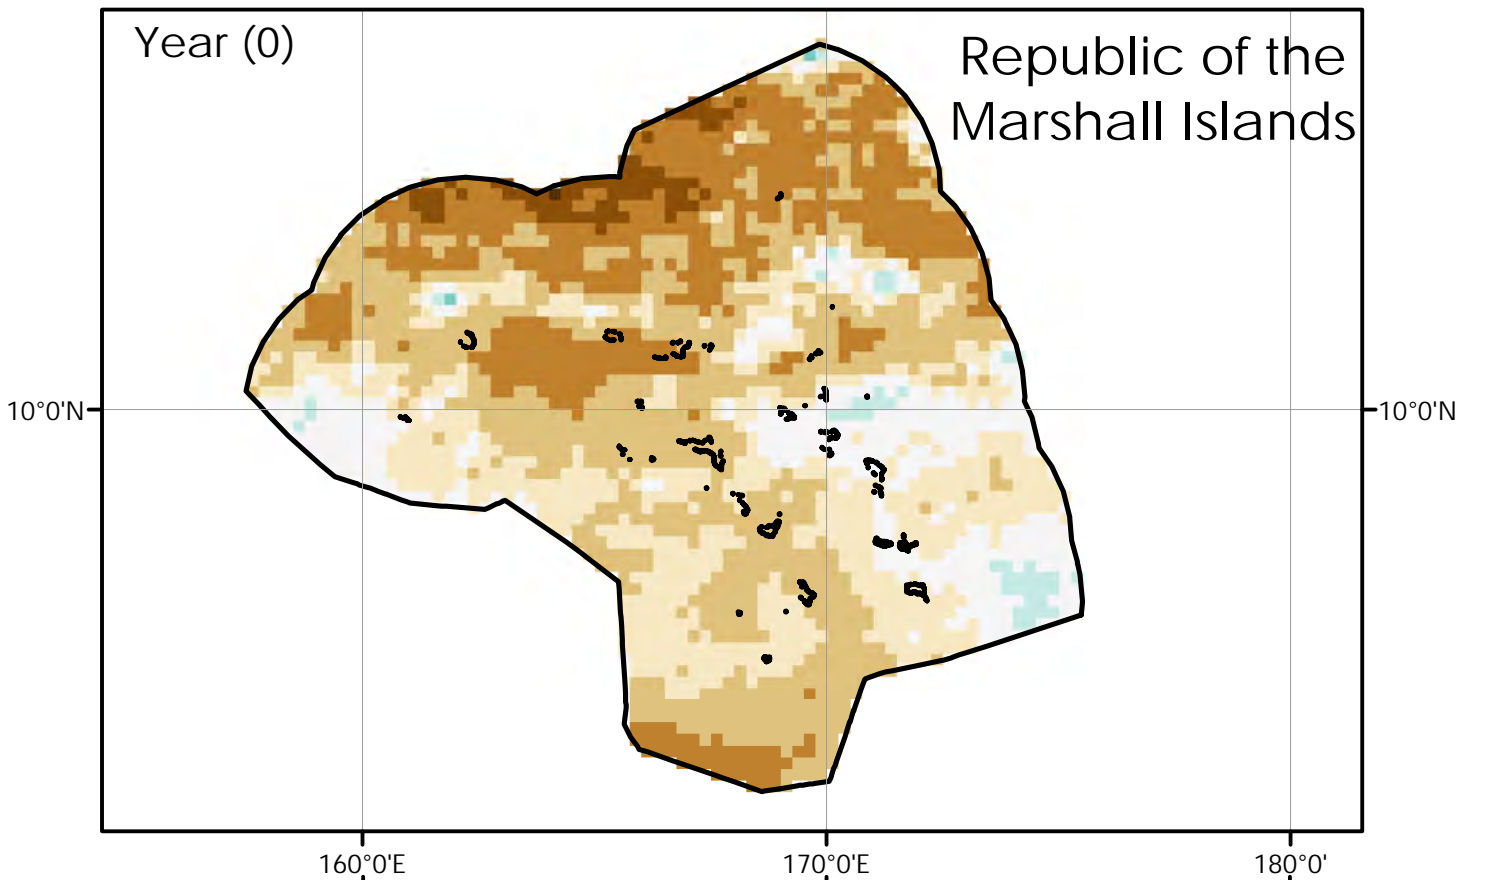 Year (0)
Republic of the
Marshall Islands
10°0'N
10°0'N
160°0'E
170°0'E
180°0'